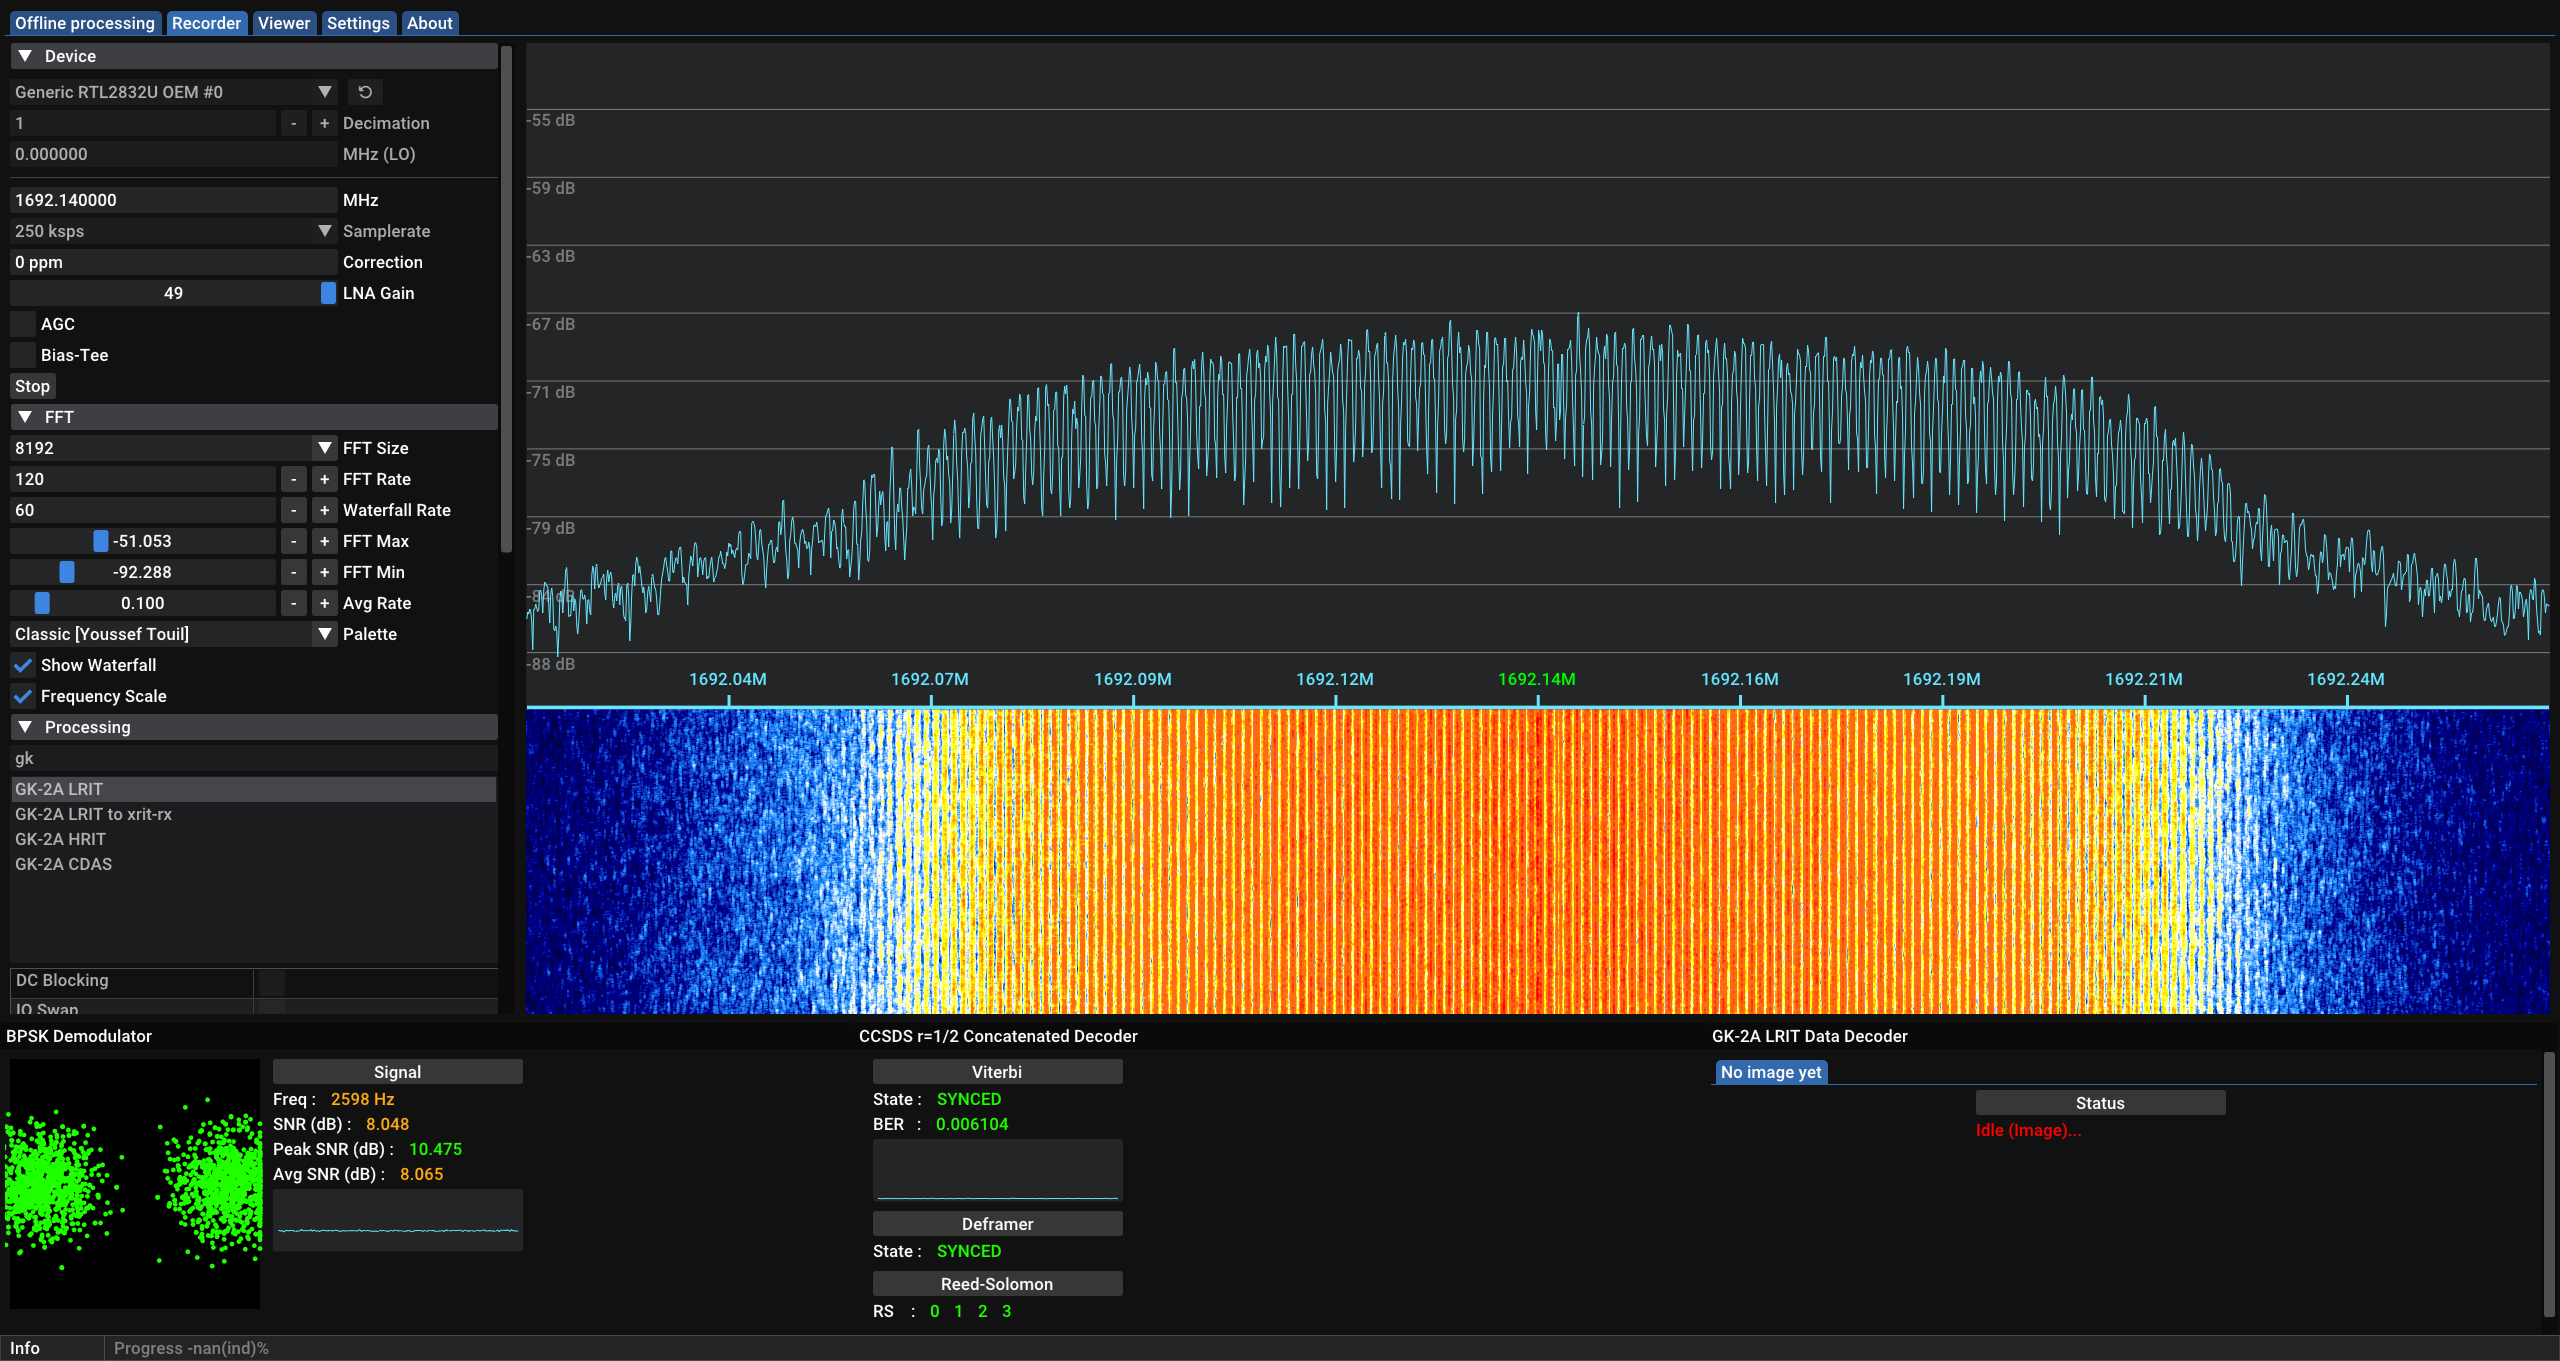 Offline processing Recorder Viewer Settings About
Device
Generic RTL2832U OEM #0
1 - + Decimation
0.000000 MHz (LO)
1692.140000 MHz
250 ksps Samplerate
0 ppm Correction
49 LNA Gain
AGC
Bias-Tee
Stop
FFT
8192 FFT Size
120 - + FFT Rate
60 - + Waterfall Rate
-51.053 - + FFT Max
-92.288 - + FFT Min
0.100 - + Avg Rate
Classic [Youssef Touil] Palette
Show Waterfall
Frequency Scale
Processing
gk
GK-2A LRIT
GK-2A LRIT to xrit-rx
GK-2A HRIT
GK-2A CDAS
DC Blocking
IQ Swap
-55 dB
-59 dB
-63 dB
-67 dB
-71 dB
-75 dB
-79 dB
-88 dB
1692.04M 1692.07M 1692.09M 1692.12M 1692.14M 1692.16M 1692.19M 1692.21M 1692.24M
BPSK Demodulator
Signal
Freq : 2598 Hz
SNR (dB) : 8.048
Peak SNR (dB) : 10.475
Avg SNR (dB) : 8.065
CCSDS r=1/2 Concatenated Decoder
Viterbi
State : SYNCED
BER : 0.006104
Deframer
State : SYNCED
Reed-Solomon
RS : 0 1 2 3
GK-2A LRIT Data Decoder
No image yet
Status
Idle (Image)...
Info Progress -nan(ind)%